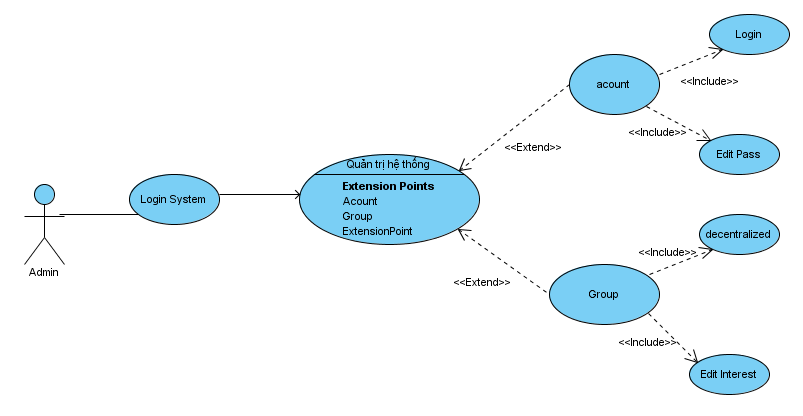 Login
acount
<<Include>>
<<Include>>
Edit Pass
<<Extend>>
Quản trị hệ thống
Extension Points
Acount
Group
ExtensionPoint
Login System
Admin
decentralized
<<Include>>
<<Extend>>
Group
<<Include>>
Edit Interest